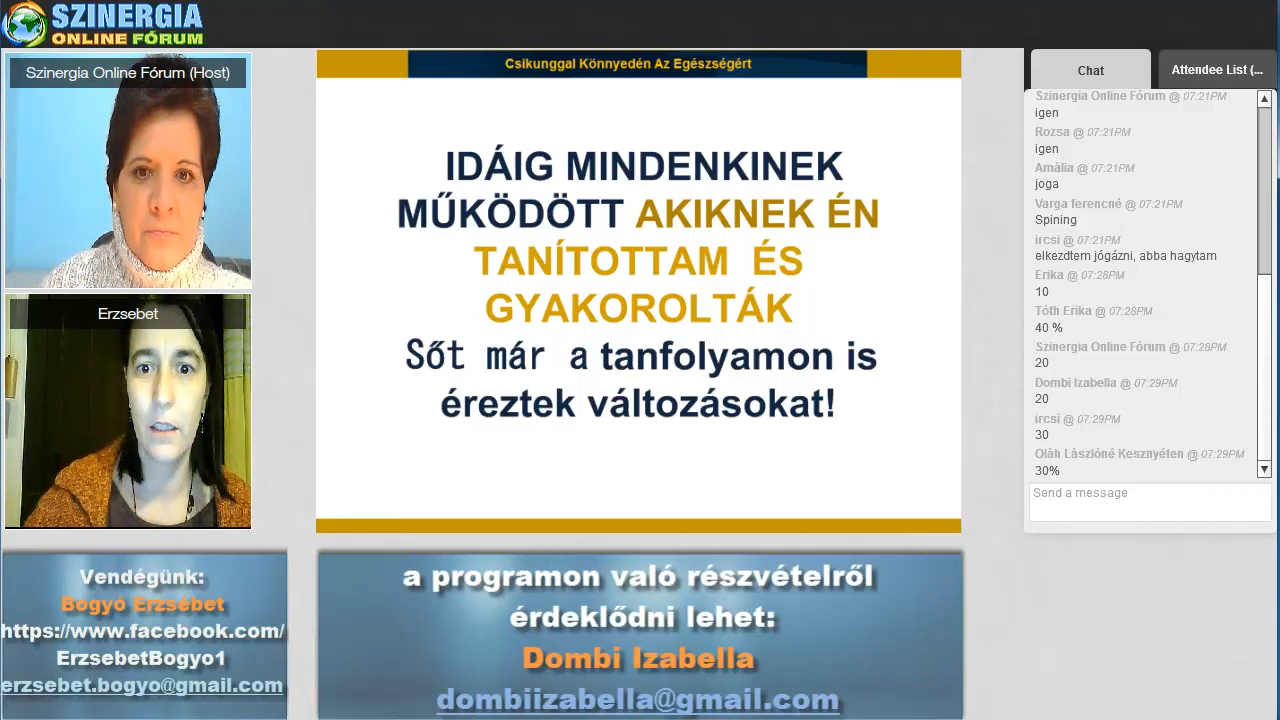 SZINERGIA
ONLINE FÓRUM
Szinergia Online Fórum (Host)
Erzsebet
Csikunggal Könnyedén Az Egészségért
IDÁIG MINDENKINEK
MŰKÖDÖTT AKIKNEK ÉN
TANÍTOTTAM ÉS
GYAKOROLTÁK
Sőt már a tanfolyamon is
éreztek változásokat!
Chat
Attendee List (...
Szinergia Online Fórum @ 07:21PM
igen
Rozsa @ 07:21PM
igen
Amália @ 07:21PM
joga
Varga ferencné @ 07:21PM
Spining
ircsi @ 07:21PM
elkezdtem jógázni, abba hagytam
Erika @ 07:28PM
10
Tóth Erika @ 07:28PM
40 %
Szinergia Online Fórum @ 07:28PM
20
Dombi Izabella @ 07:29PM
20
ircsi @ 07:29PM
30
Oláh Lászlóné Kesznyéten @ 07:29PM
30%
Send a message
Vendégünk:
Bogyó Erzsébet
https://www.facebook.com/
ErzsebetBogyo1
erzsebet.bogyo@gmail.com
a programon való részvételről
érdeklődni lehet:
Dombi Izabella
dombiizabella@gmail.com